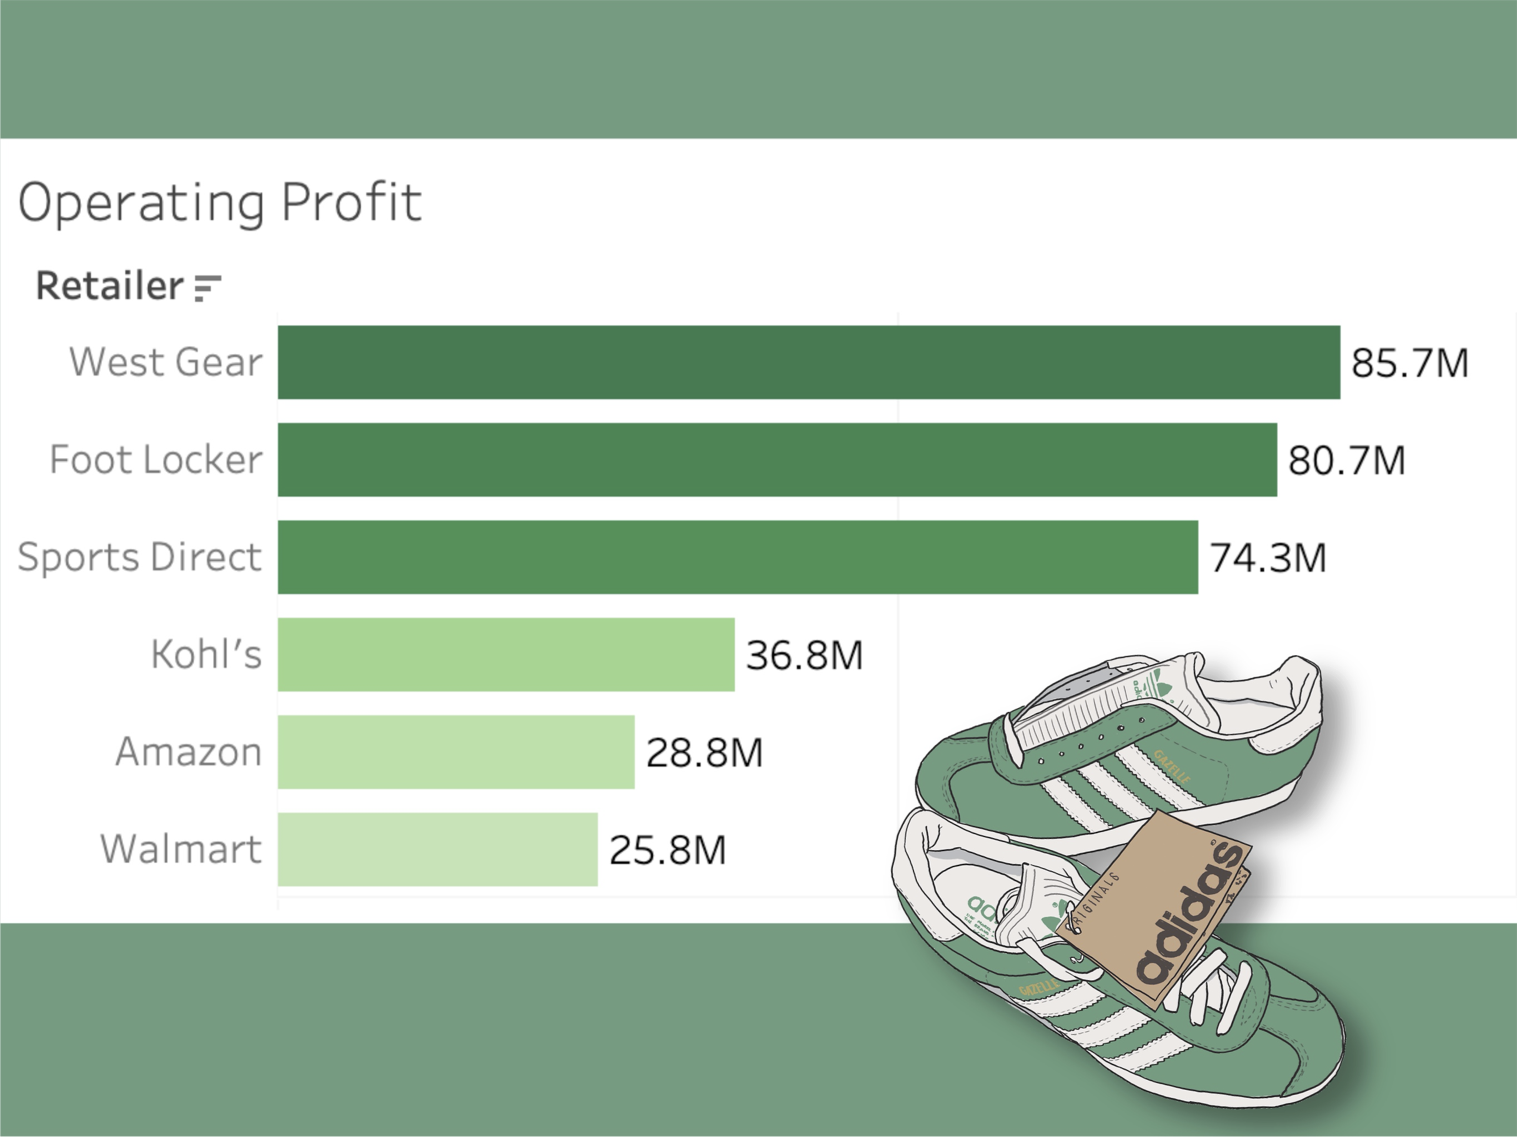 Operating Profit
Retailer
West Gear 85.7M
Foot Locker 80.7M
Sports Direct 74.3M
Kohl’s 36.8M
Amazon 28.8M
Walmart 25.8M
GAZELLE
ORIGINALS
adidas
GAZELLE